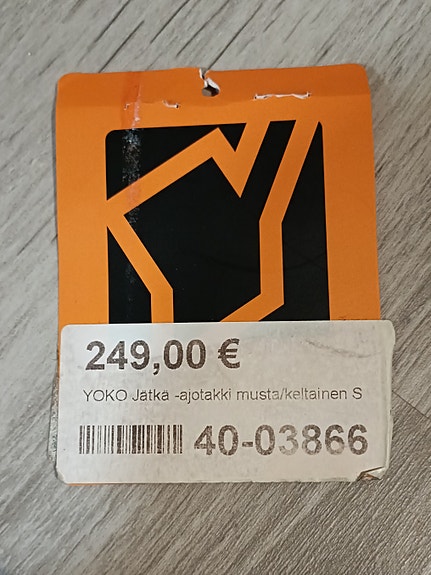 249,00 €
YOKO Jätkä -ajotakki musta/keltainen S
40-03866